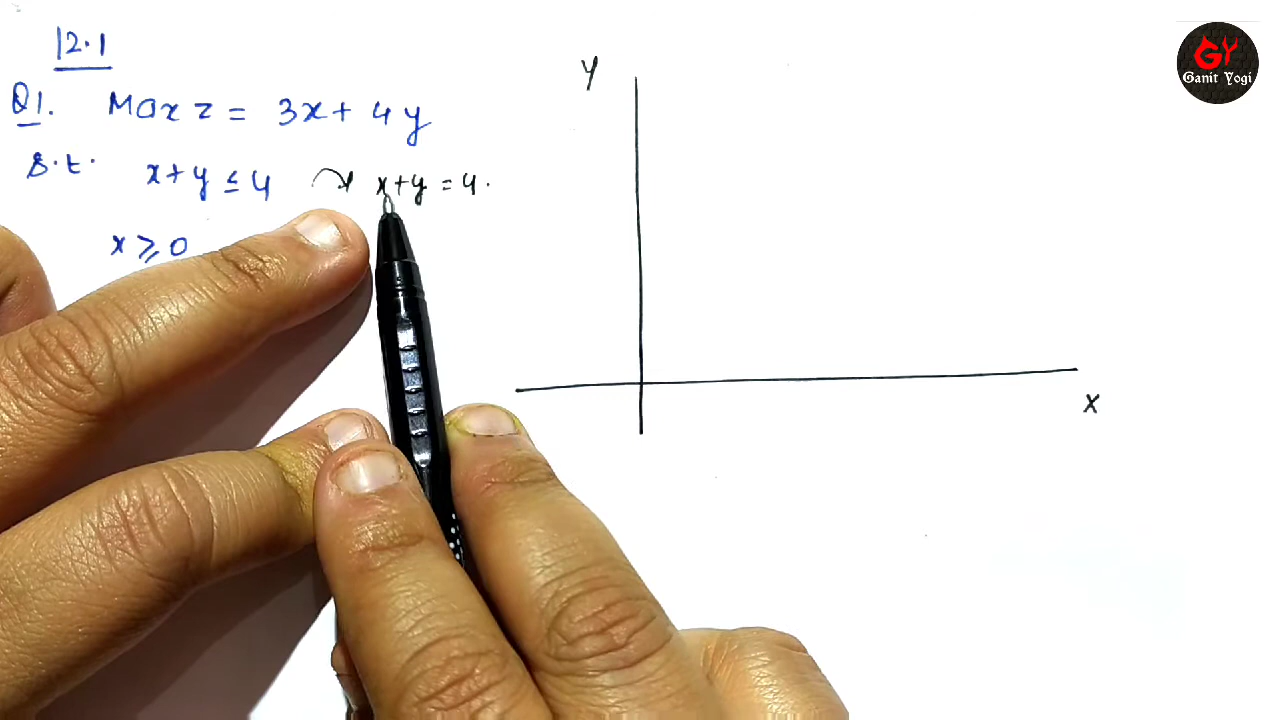 12.1
Q1. Max z = 3x + 4y
s.t. x+y ≤ 4 x+y = 4.
x ≥ 0
y
x
GY
Ganit Yogi